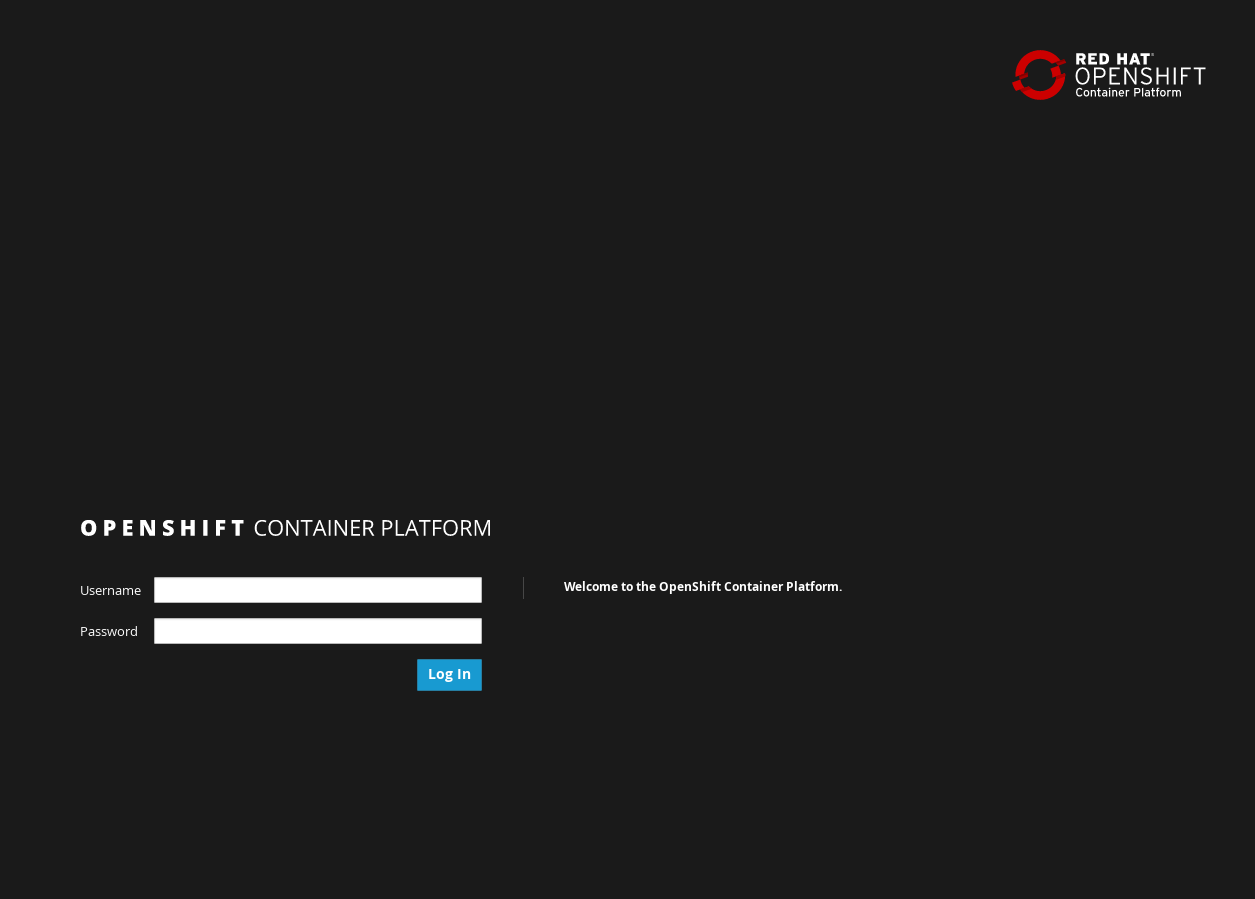 RED HAT®
OPENSHIFT
Container Platform
OPENSHIFT CONTAINER PLATFORM
Username
Welcome to the OpenShift Container Platform.
Password
Log In